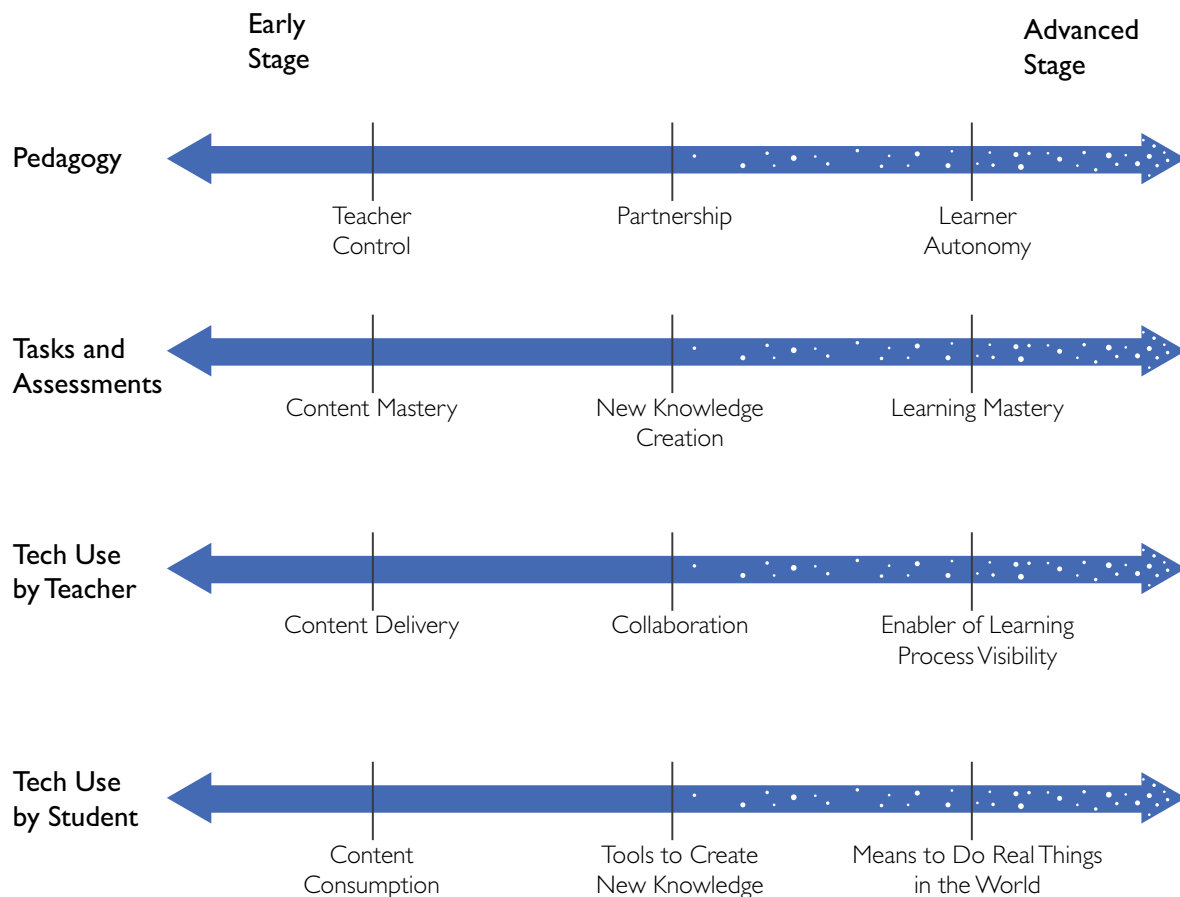 Early
Stage
Advanced
Stage
Pedagogy
Teacher
Control
Partnership
Learner
Autonomy
Tasks and
Assessments
Content Mastery
New Knowledge
Creation
Learning Mastery
Tech Use
by Teacher
Content Delivery
Collaboration
Enabler of Learning
Process Visibility
Tech Use
by Student
Content
Consumption
Tools to Create
New Knowledge
Means to Do Real Things
in the World